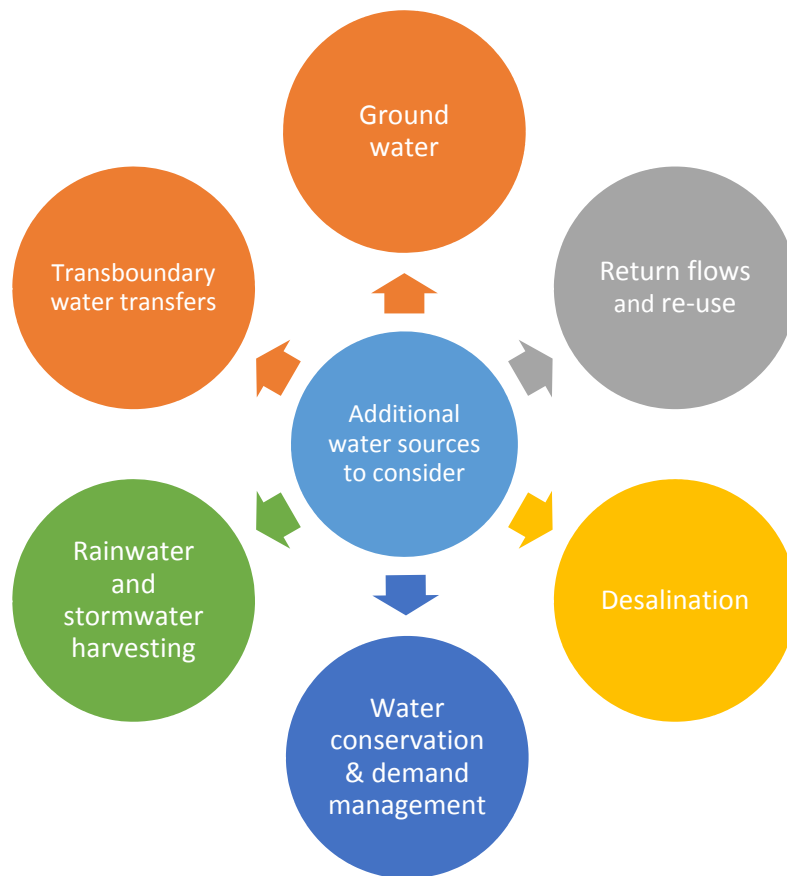 Ground
water
Transboundary
water transfers
Return flows
and re-use
Additional
water sources
to consider
Rainwater
and
stormwater
harvesting
Desalination
Water
conservation
& demand
management